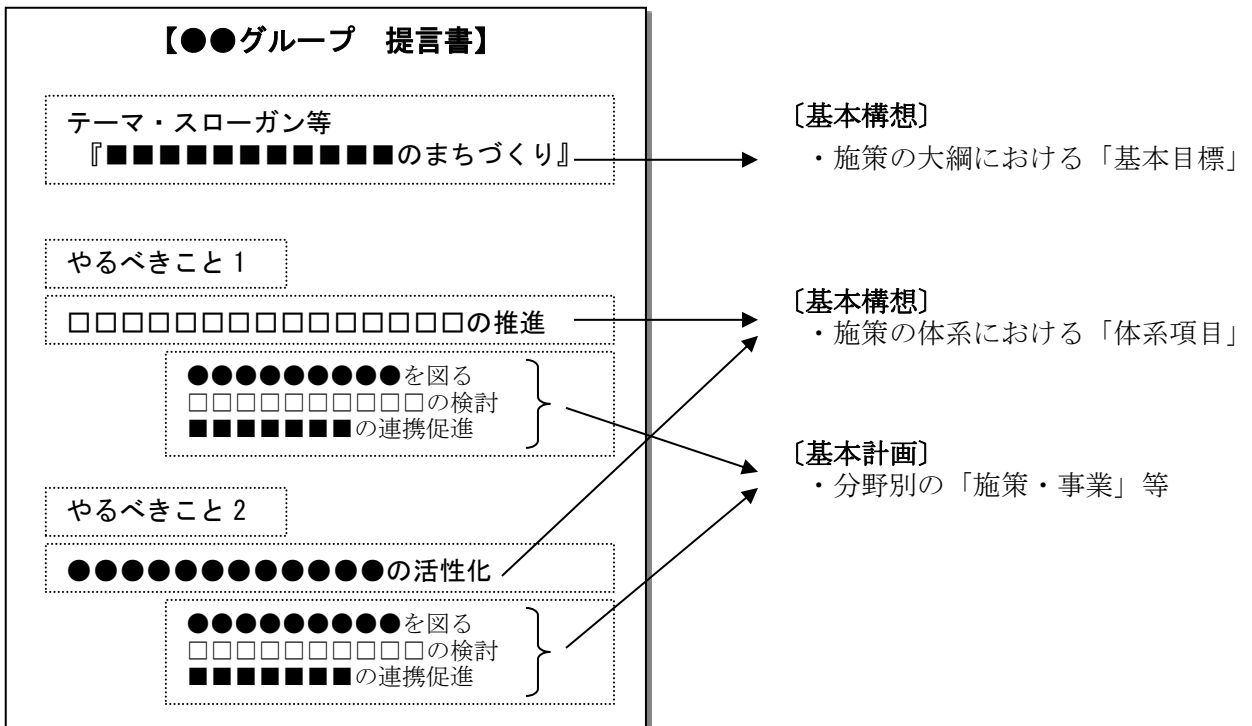 【●●グループ 提言書】
テーマ・スローガン等
『■■■■■■■■■■■のまちづくり』
〔基本構想〕
・施策の大綱における「基本目標」
やるべきこと1
□□□□□□□□□□□□□□□の推進
〔基本構想〕
・施策の体系における「体系項目」
●●●●●●●●●を図る
□□□□□□□□□□の検討
■■■■■■■の連携促進
〔基本計画〕
・分野別の「施策・事業」等
やるべきこと2
●●●●●●●●●●●●の活性化
●●●●●●●●●を図る
□□□□□□□□□□の検討
■■■■■■■の連携促進